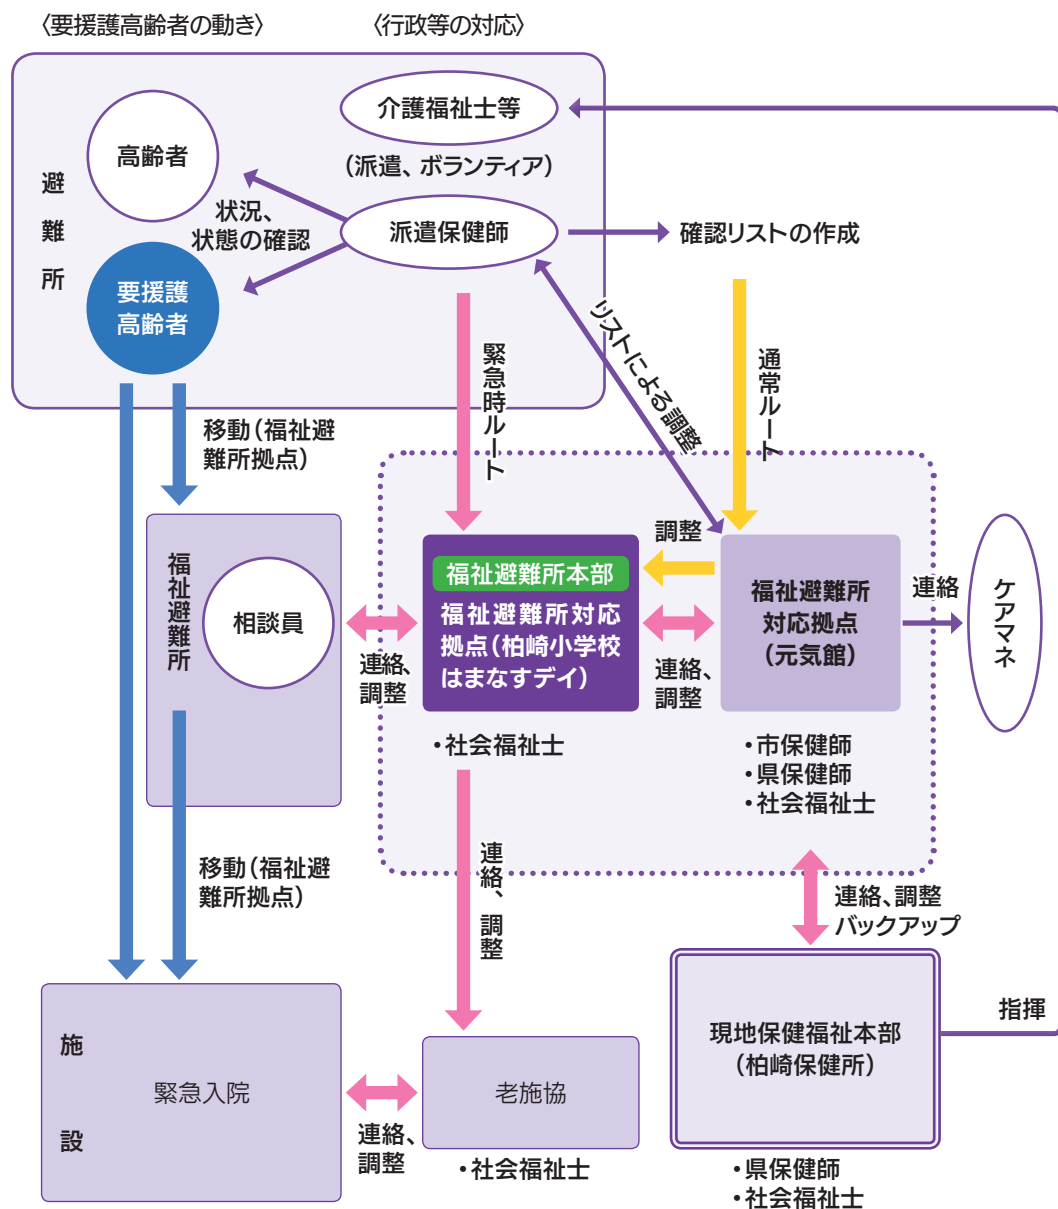 〈要援護高齢者の動き〉
〈行政等の対応〉
避難所
高齢者
介護福祉士等
(派遣、ボランティア)
状況、
状態の確認
派遣保健師
確認リストの作成
要援護
高齢者
緊急時ルート
リストによる調整
通常ルート
移動(福祉避
難所拠点)
福祉避難所
相談員
連絡、
調整
福祉避難所本部
福祉避難所対応
拠点(柏崎小学校
はまなすデイ)
・社会福祉士
調整
連絡、
調整
福祉避難所
対応拠点
(元気館)
・市保健師
・県保健師
・社会福祉士
連絡
ケアマネ
移動(福祉避
難所拠点)
連絡、調整
連絡、調整
バックアップ
施設
緊急入院
連絡、
調整
老施協
・社会福祉士
現地保健福祉本部
(柏崎保健所)
・県保健師
・社会福祉士
指揮